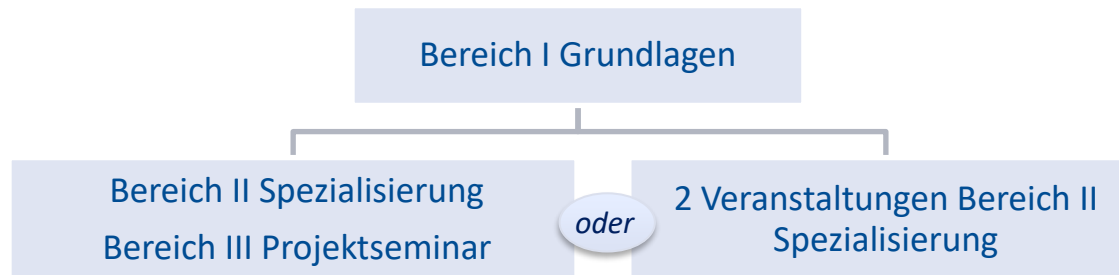 Bereich I Grundlagen
Bereich II Spezialisierung
Bereich III Projektseminar
oder
2 Veranstaltungen Bereich II
Spezialisierung